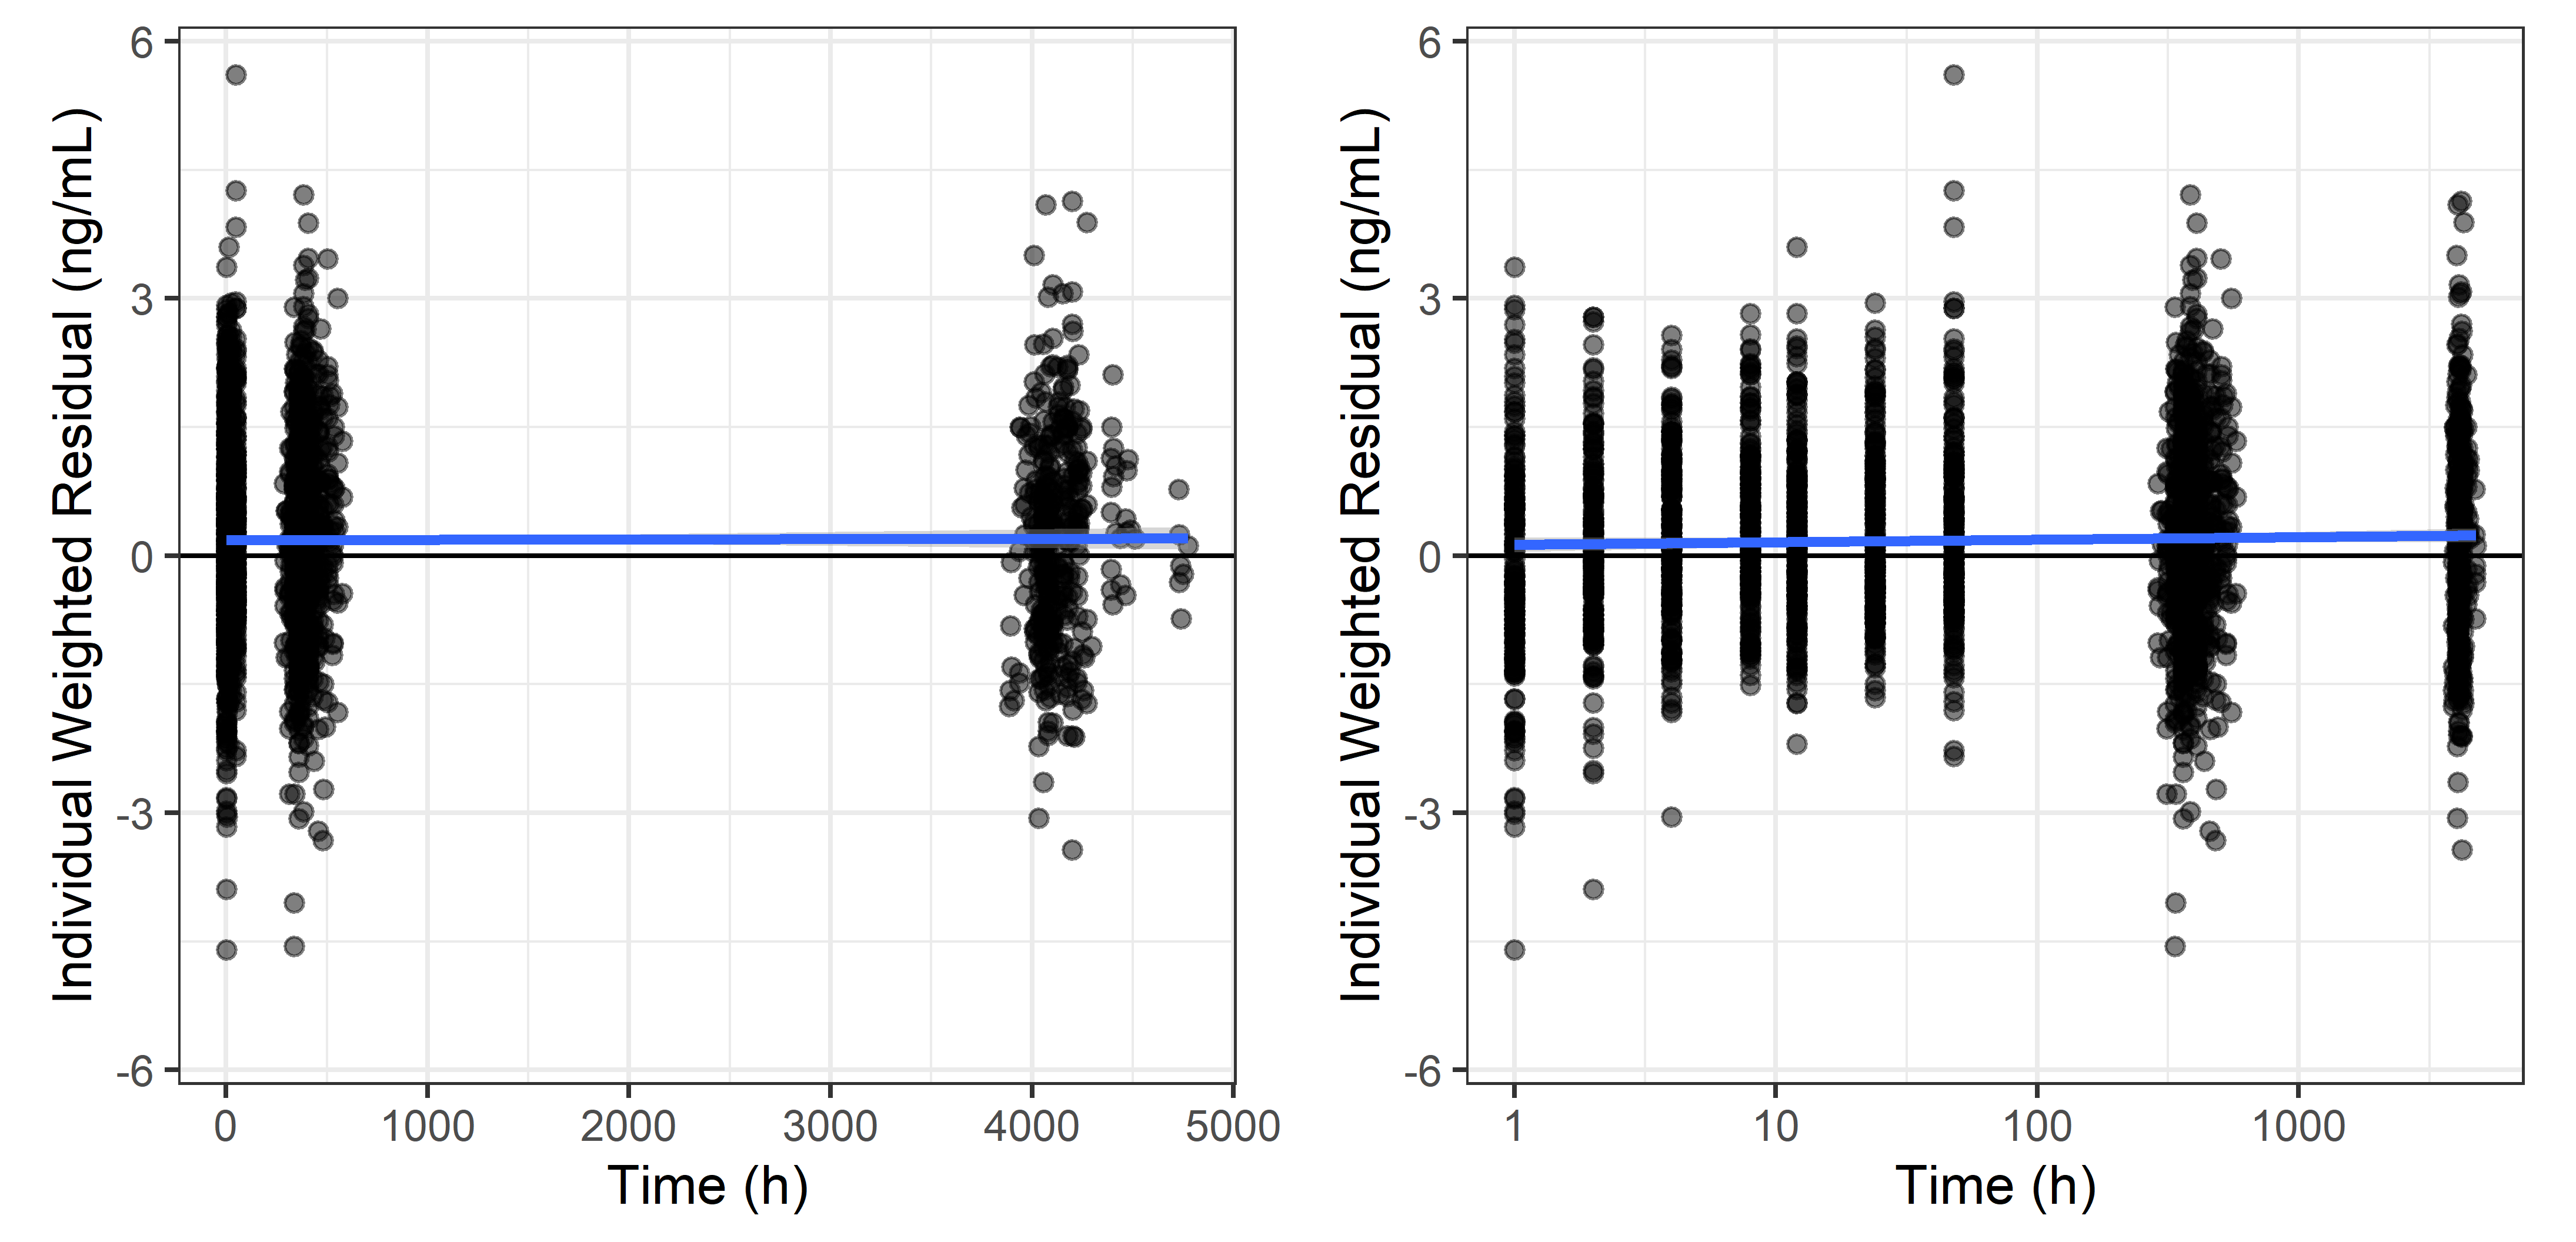 Individual Weighted Residual (ng/mL)
6
3
0
-3
-6
0 1000 2000 3000 4000 5000
Time (h)
Individual Weighted Residual (ng/mL)
6
3
0
-3
-6
1 10 100 1000
Time (h)